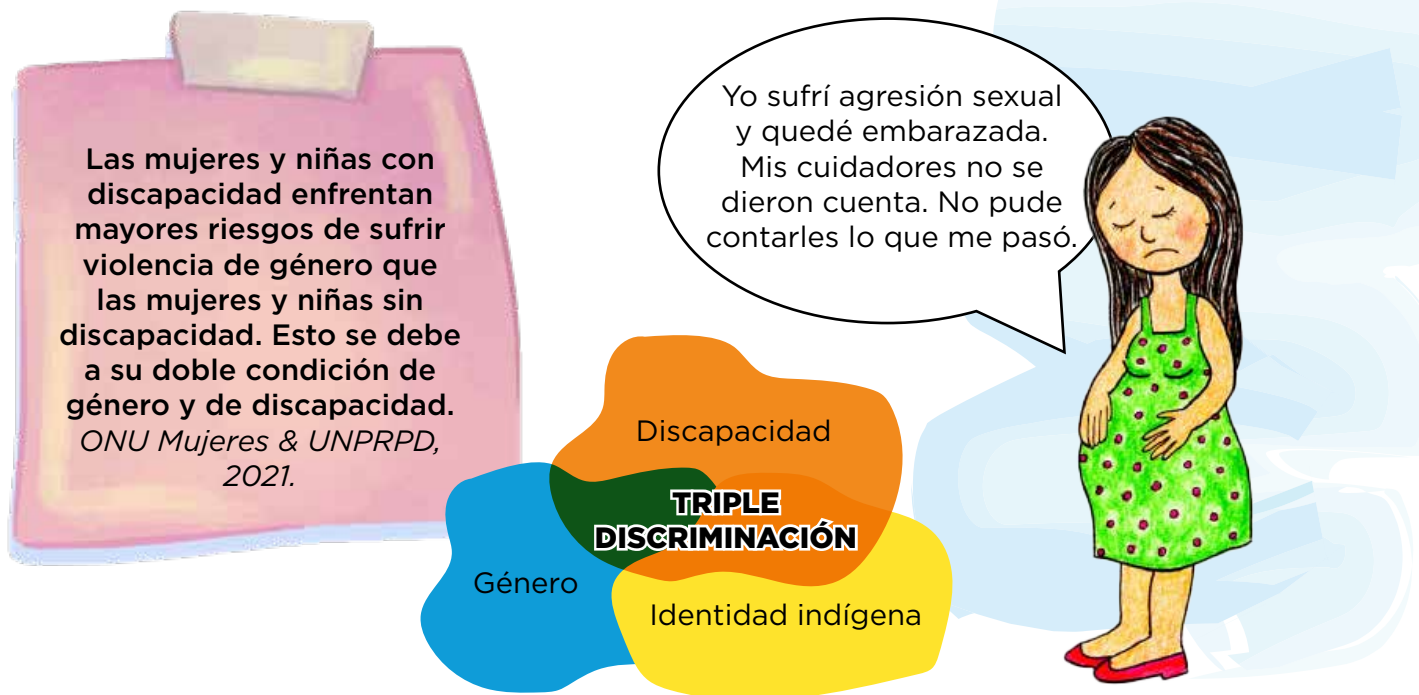 Las mujeres y niñas con
discapacidad enfrentan
mayores riesgos de sufrir
violencia de género que
las mujeres y niñas sin
discapacidad. Esto se debe
a su doble condición de
género y de discapacidad.
ONU Mujeres & UNPRPD,
2021.
Yo sufrí agresión sexual
y quedé embarazada.
Mis cuidadores no se
dieron cuenta. No pude
contarles lo que me pasó.
Discapacidad
TRIPLE
DISCRIMINACIÓN
Género
Identidad indígena